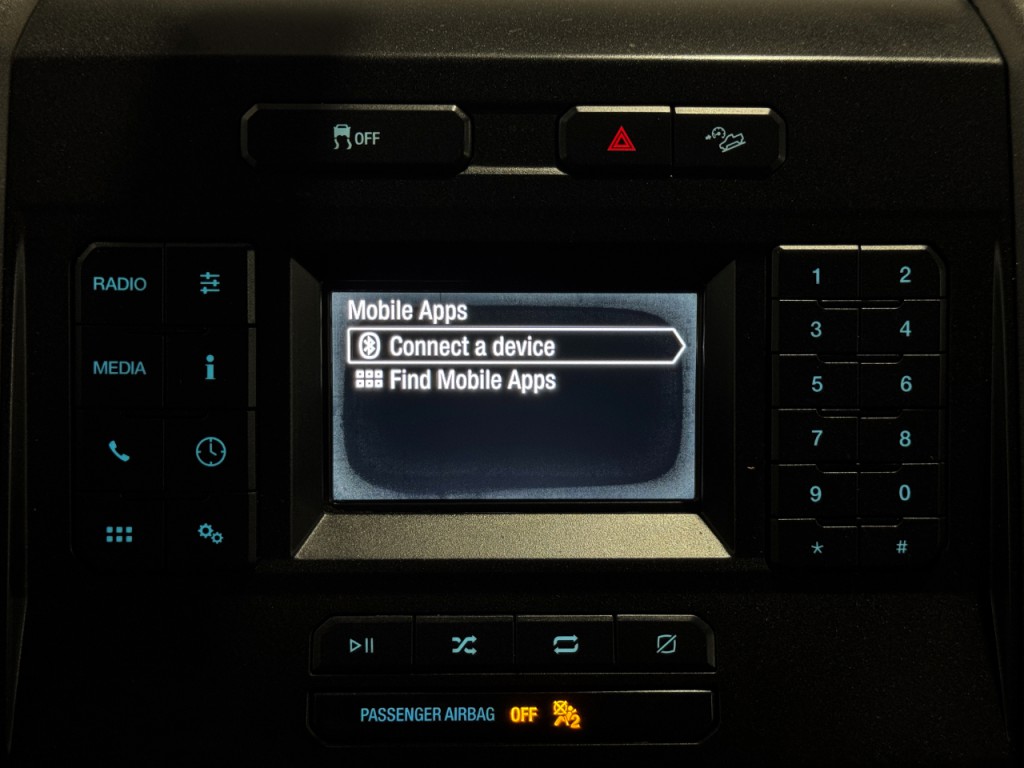 OFF
RADIO
MEDIA
Mobile Apps
Connect a device
Find Mobile Apps
1 2
3 4
5 6
7 8
9 0
* #
PASSENGER AIRBAG OFF 2